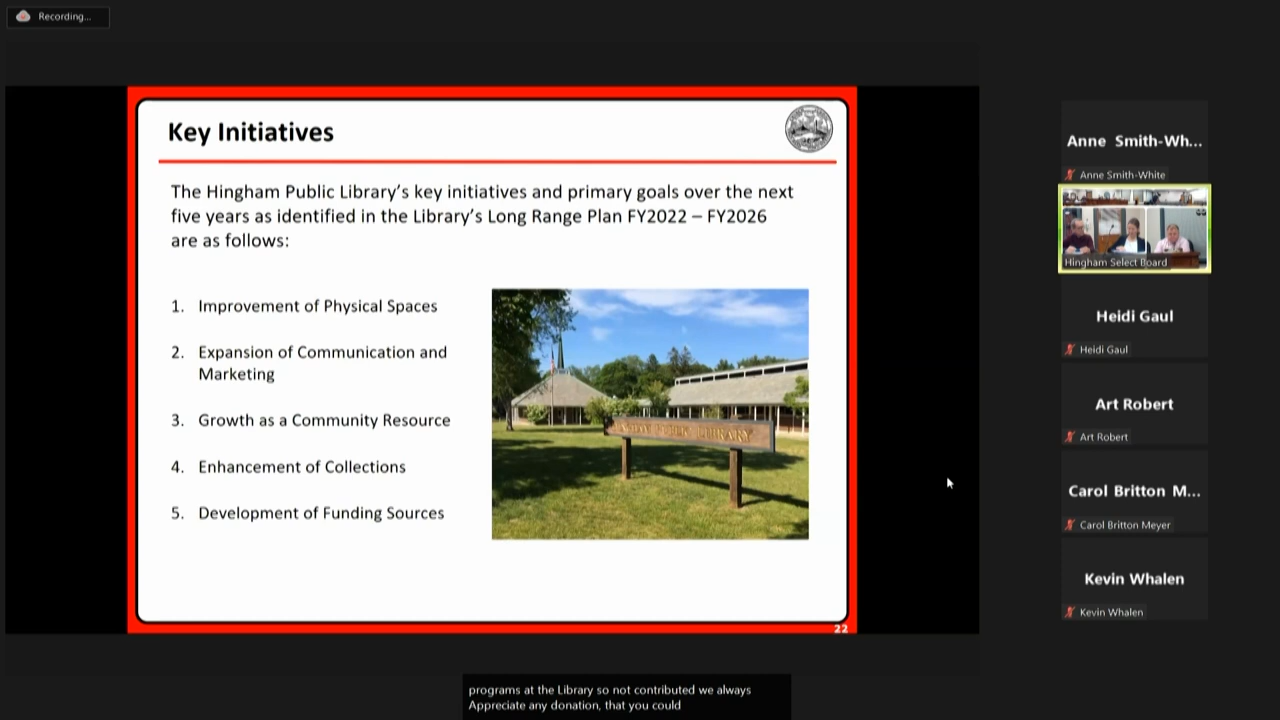 Recording...
Key Initiatives
The Hingham Public Library's key initiatives and primary goals over the next
five years as identified in the Library's Long Range Plan FY2022 – FY2026
are as follows:
1. Improvement of Physical Spaces
2. Expansion of Communication and
Marketing
3. Growth as a Community Resource
4. Enhancement of Collections
5. Development of Funding Sources
PUBLIC LIBRARY
22
Anne Smith-Wh...
Anne Smith-White
Hingham Select Board
Heidi Gaul
Heidi Gaul
Art Robert
Art Robert
Carol Britton M...
Carol Britton Meyer
Kevin Whalen
Kevin Whalen
programs at the Library so not contributed we always
Appreciate any donation, that you could